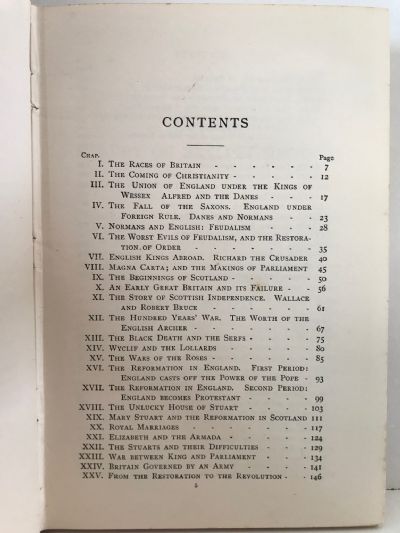 CONTENTS
Chap. Page
I. The Races of Britain - - - - - - 7
II. The Coming of Christianity - - - - 12
III. The Union of England under the Kings of
Wessex Alfred and the Danes - - - 17
IV. The Fall of the Saxons. England under
Foreign Rule. Danes and Normans - - 23
V. Normans and English: Feudalism - - 28
VI. The Worst Evils of Feudalism, and the Restora-
tion of Order - - - - - - 35
VII. English Kings Abroad. Richard the Crusader 40
VIII. Magna Carta; and the Makings of Parliament 45
IX. The Beginnings of Scotland - - - - 50
X. An Early Great Britain and its Failure - - 56
XI. The Story of Scottish Independence. Wallace
and Robert Bruce - - - - - 61
XII. The Hundred Years' War. The Worth of the
English Archer - - - - - - 67
XIII. The Black Death and the Serfs - - - 75
XIV. Wyclif and the Lollards - - - - 80
XV. The Wars of the Roses - - - - - 85
XVI. The Reformation in England. First Period:
England casts off the Power of the Pope - 93
XVII. The Reformation in England. Second Period:
England becomes Protestant - - - - 99
XVIII. The Unlucky House of Stuart - - - 103
XIX. Mary Stuart and the Reformation in Scotland 111
XX. Royal Marriages - - - - - - 117
XXI. Elizabeth and the Armada - - - - 124
XXII. The Stuarts and their Difficulties - - 129
XXIII. War between King and Parliament - - 134
XXIV. Britain Governed by an Army - - - 141
XXV. From the Restoration to the Revolution - - 146
5